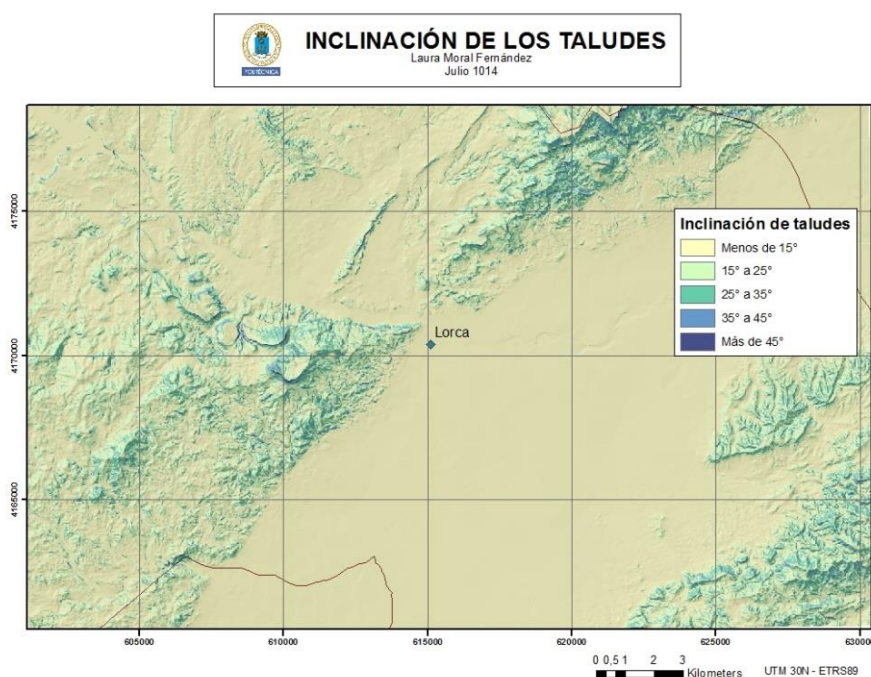 INCLINACIÓN DE LOS TALUDES
Laura Moral Fernández
Julio 1014
POLITÉCNICA
4175000
Inclinación de taludes
Menos de 15°
15° a 25°
25° a 35°
35° a 45°
Más de 45°
Lorca
4170000
4165000
605000 610000 615000 620000 625000 630000
0 0,5 1 2 3
Kilometers
UTM 30N - ETRS89